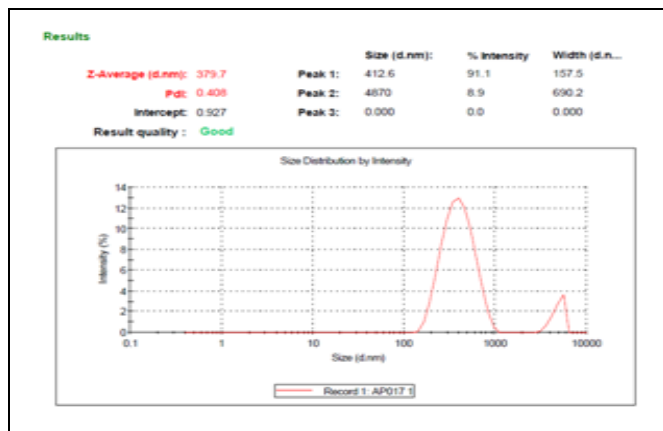 Results
Size (d.nm): % Intensity Width (d.n...
Z-Average (d.nm): 379.7 Peak 1: 412.6 91.1 157.5
PdI: 0.408 Peak 2: 4870 8.9 690.2
Intercept: 0.927 Peak 3: 0.000 0.0 0.000
Result quality : Good
Size Distribution by Intensity
14
12
10
8
6
4
2
0
Intensity (%)
0.1 1 10 100 1000 10000
Size (d.nm)
Record 1: AP017 1